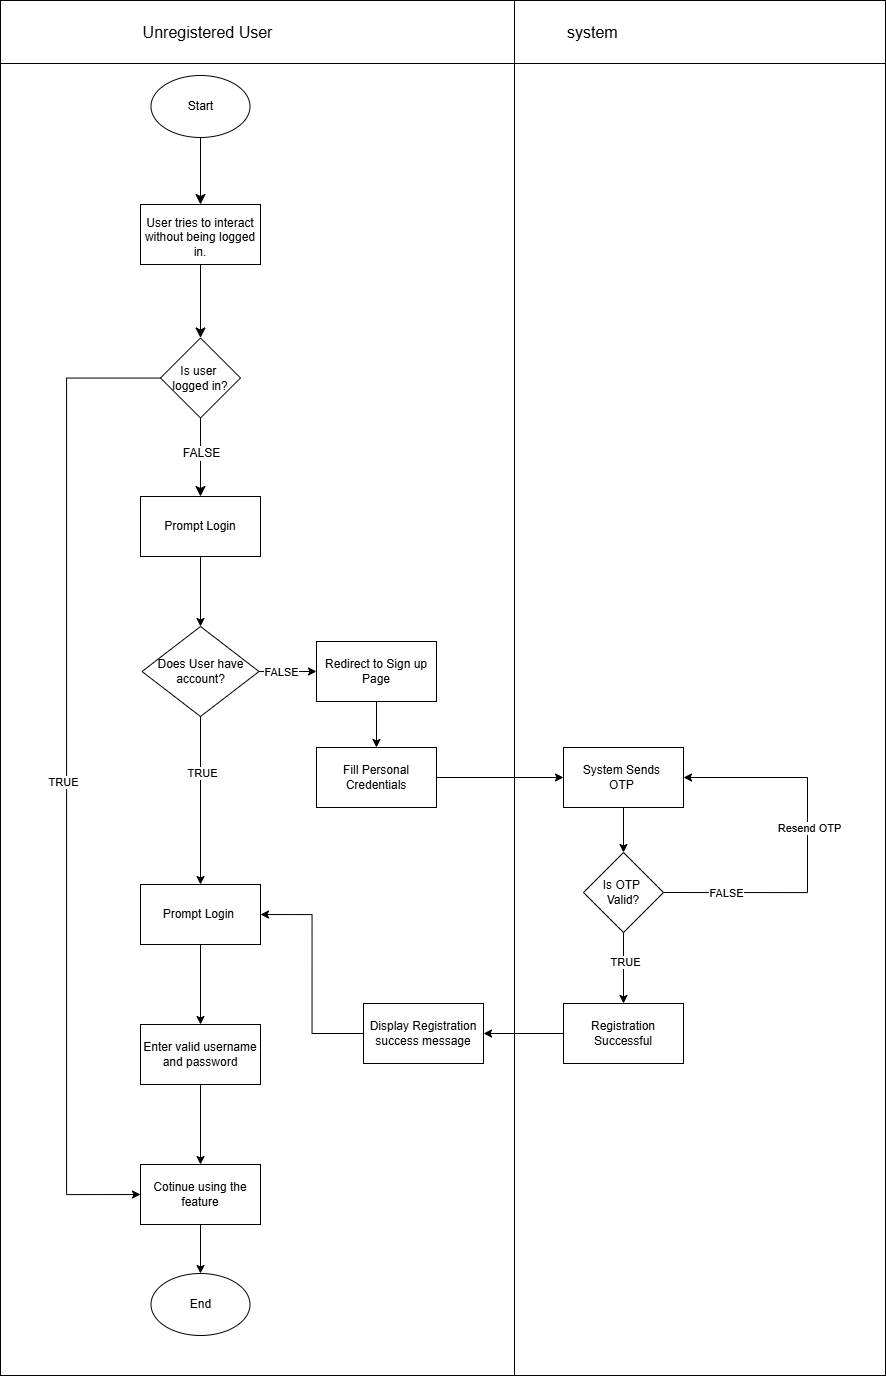 Unregistered User
system
Start
User tries to interact
without being logged
in.
Is user
logged in?
FALSE
Prompt Login
Does User have
account?
FALSE
Redirect to Sign up
Page
TRUE
TRUE
Fill Personal
Credentials
System Sends
OTP
Resend OTP
Is OTP
Valid?
FALSE
TRUE
Prompt Login
Display Registration
success message
Registration
Successful
Enter valid username
and password
Cotinue using the
feature
End